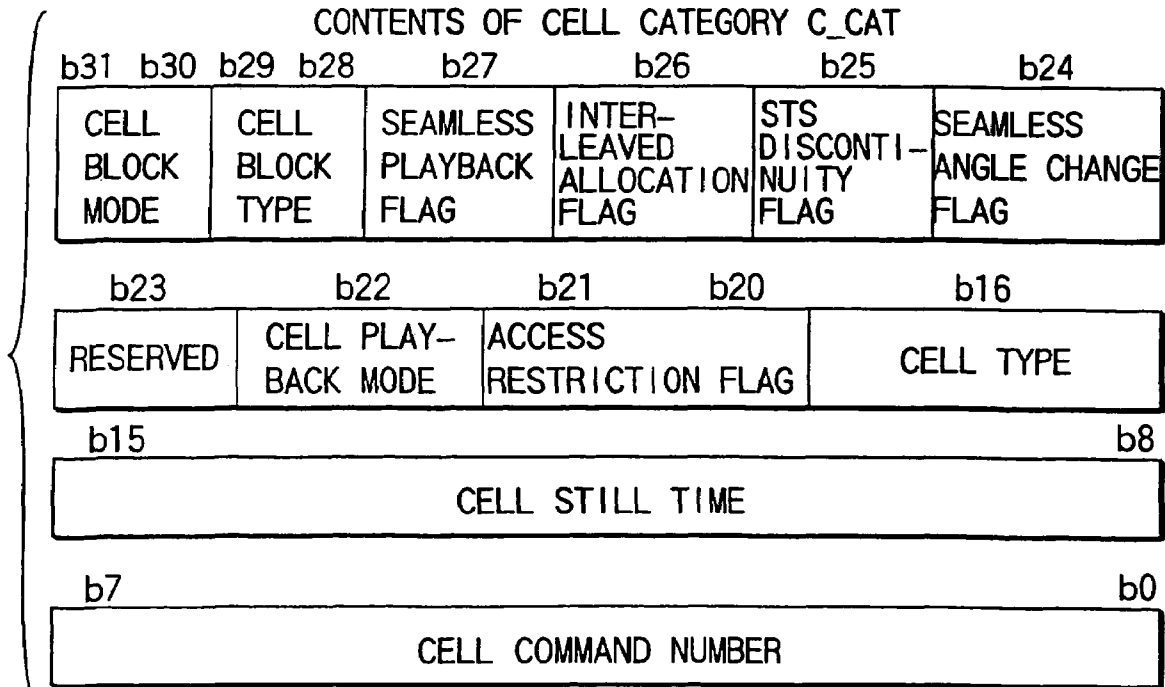 CONTENTS OF CELL CATEGORY C_CAT
b31 b30 b29 b28 b27 b26 b25 b24
CELL
BLOCK
MODE
CELL
BLOCK
TYPE
SEAMLESS
PLAYBACK
FLAG
INTER-
LEAVED
ALLOCATION
FLAG
STS
DISCONTI-
NUITY
FLAG
SEAMLESS
ANGLE CHANGE
FLAG
b23 b22 b21 b20 b16
RESERVED
CELL PLAY-
BACK MODE
ACCESS
RESTRICTION FLAG
CELL TYPE
b15 b8
CELL STILL TIME
b7 b0
CELL COMMAND NUMBER